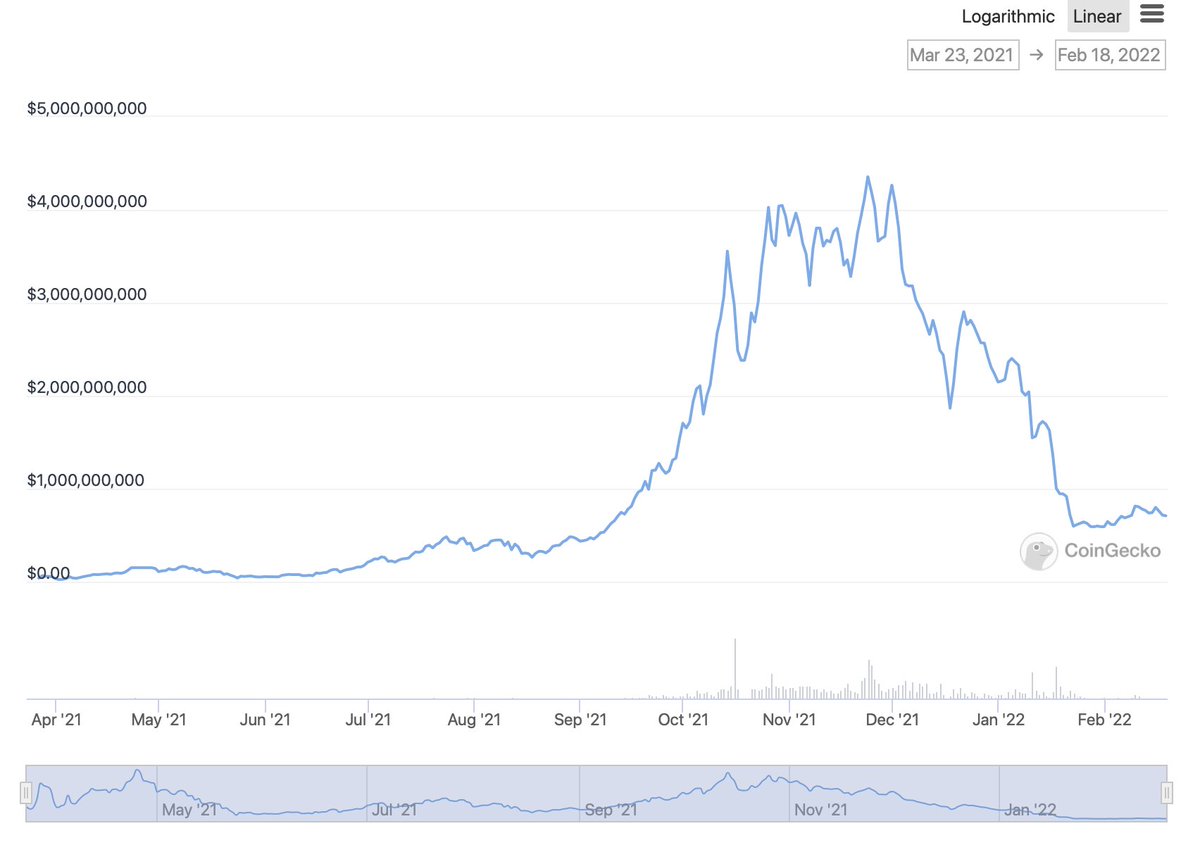 Logarithmic Linear
Mar 23, 2021 → Feb 18, 2022
$5,000,000,000
$4,000,000,000
$3,000,000,000
$2,000,000,000
$1,000,000,000
CoinGecko
$0.000
Apr '21 May '21 Jun '21 Jul '21 Aug '21 Sep '21 Oct '21 Nov '21 Dec '21 Jan '22 Feb '22
May '21 Jul '21 Sep '21 Nov '21 Jan '22